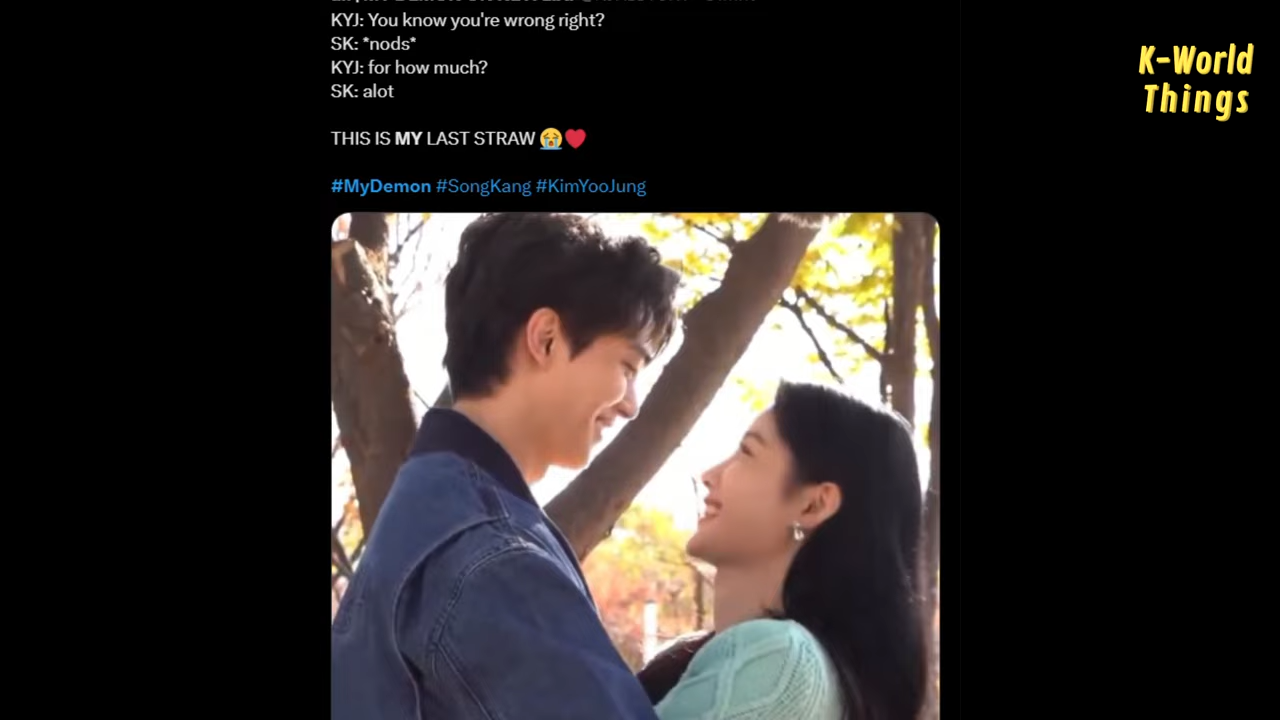 KYJ: You know you're wrong right?
SK: *nods*
KYJ: for how much?
SK: alot
THIS IS MY LAST STRAW 😭❤️
#MyDemon #SongKang #KimYooJung
K-World
Things